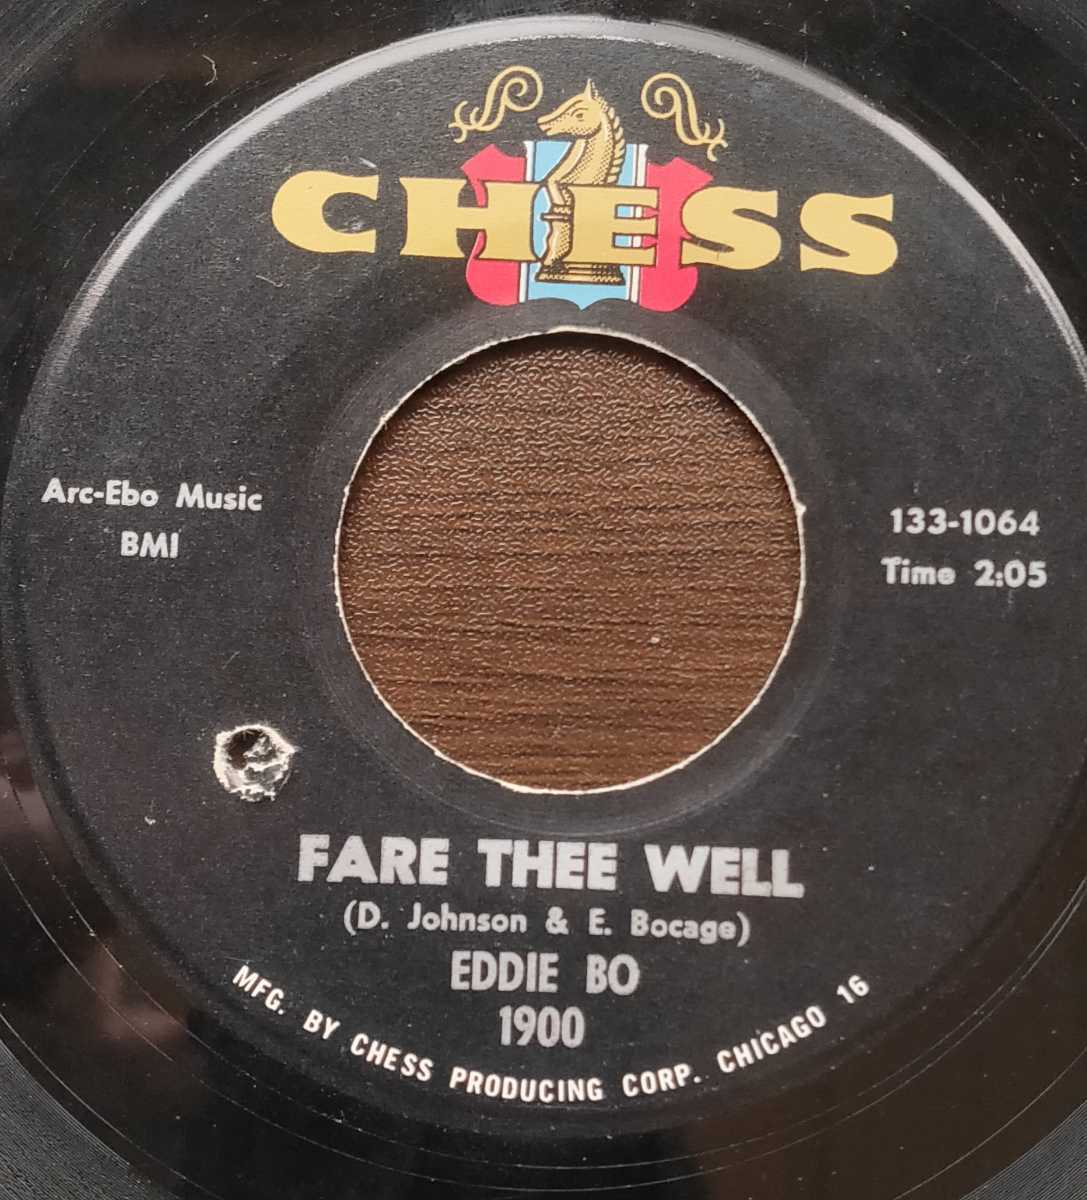 CHESS
Arc-Ebo Music
BMI
133-1064
Time 2:05
FARE THEE WELL
(D. Johnson & E. Bocage)
EDDIE BO
1900
MFG. BY CHESS PRODUCING CORP. CHICAGO 16